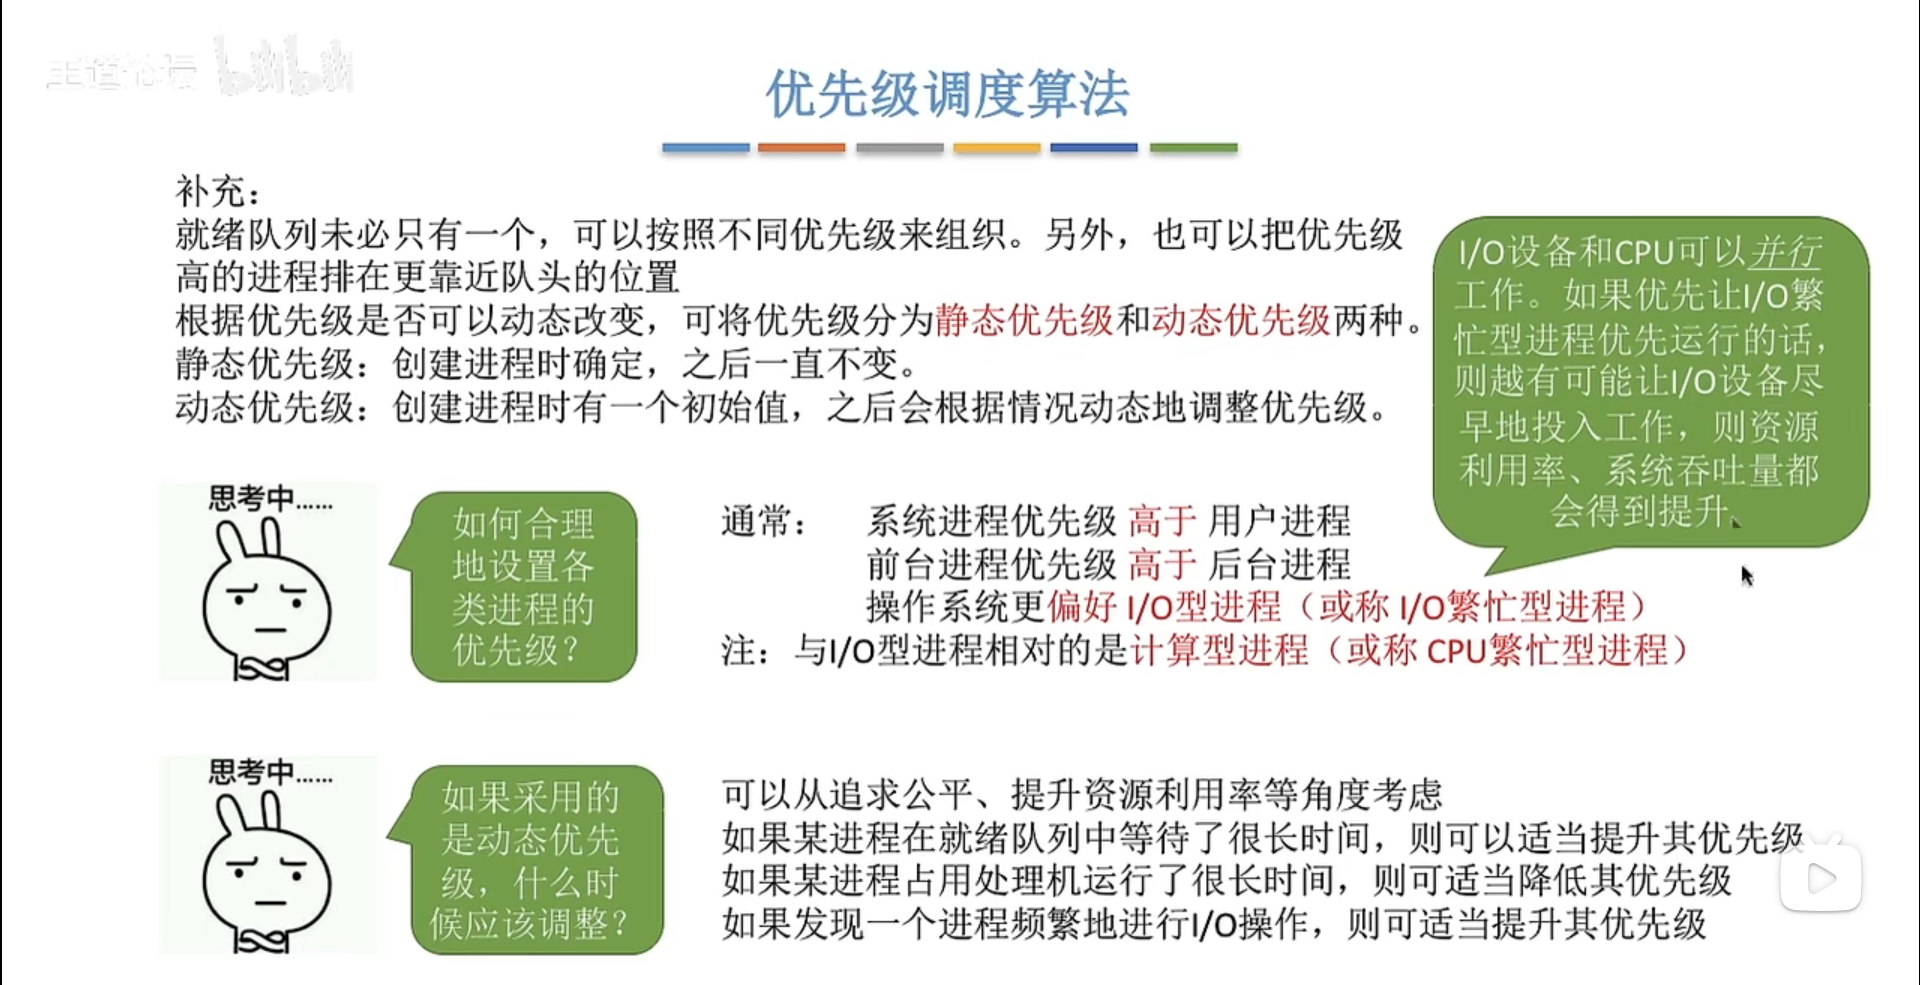 王道论坛 bilibili
优先级调度算法
补充：
就绪队列未必只有一个，可以按照不同优先级来组织。另外，也可以把优先级
高的进程排在更靠近队头的位置
根据优先级是否可以动态改变，可将优先级分为静态优先级和动态优先级两种。
静态优先级：创建进程时确定，之后一直不变。
动态优先级：创建进程时有一个初始值，之后会根据情况动态地调整优先级。
I/O设备和CPU可以并行
工作。如果优先让I/O繁
忙型进程优先运行的话，
则越有可能让I/O设备尽
早地投入工作，则资源
利用率、系统吞吐量都
会得到提升
思考中......
如何合理
地设置各
类进程的
优先级？
通常： 系统进程优先级 高于 用户进程
前台进程优先级 高于 后台进程
操作系统更偏好 I/O型进程（或称 I/O繁忙型进程）
注：与I/O型进程相对的是计算型进程（或称 CPU繁忙型进程）
思考中......
如果采用的
是动态优先
级，什么时
候应该调整？
可以从追求公平、提升资源利用率等角度考虑
如果某进程在就绪队列中等待了很长时间，则可以适当提升其优先级
如果某进程占用处理机运行了很长时间，则可适当降低其优先级
如果发现一个进程频繁地进行I/O操作，则可适当提升其优先级